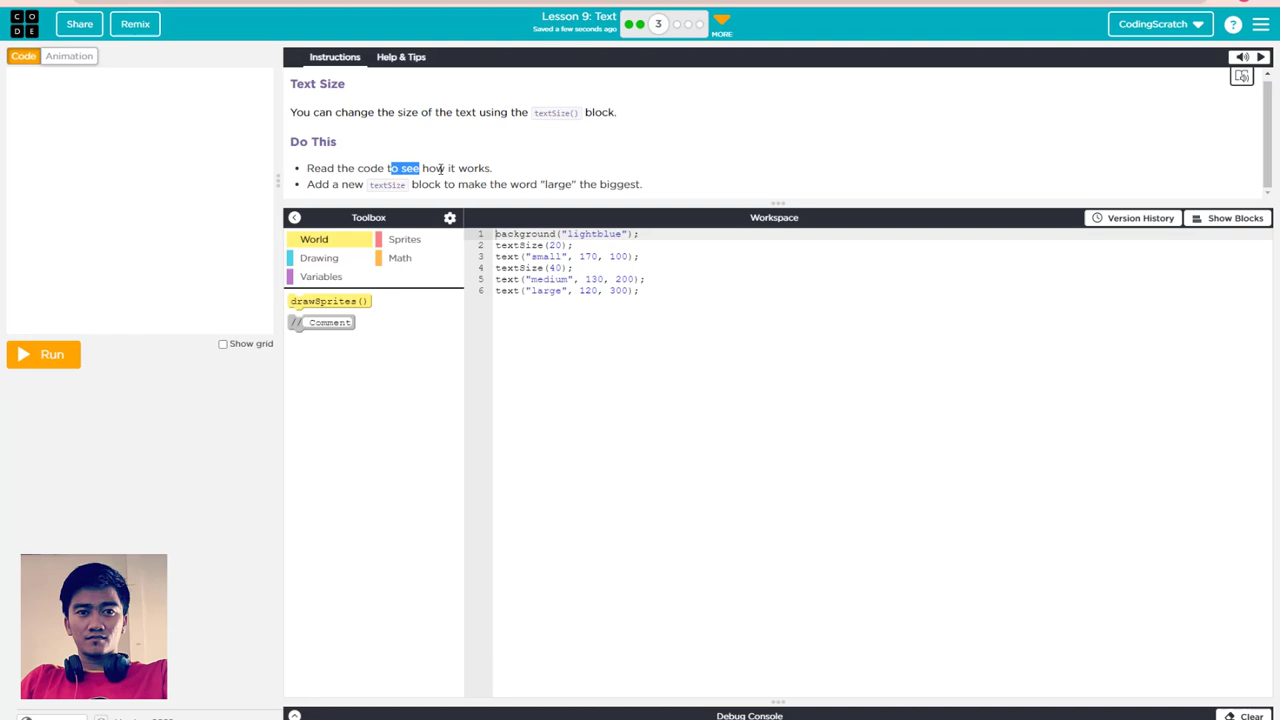 CODE
Share
Remix
Lesson 9: Text
Saved a few seconds ago
3
MORE
CodingScratch
?
Code
Animation
Instructions
Help & Tips
Text Size
You can change the size of the text using the textSize() block.
Do This
• Read the code to see how it works.
• Add a new textSize block to make the word "large" the biggest.
Toolbox
Workspace
Version History
Show Blocks
World
Sprites
Drawing
Math
Variables
drawSprites()
// Comment
1 background("lightblue");
2 textSize(20);
3 text("small", 170, 100);
4 textSize(40);
5 text("medium", 130, 200);
6 text("large", 120, 300);
Run
Show grid
Debug Console
Clear